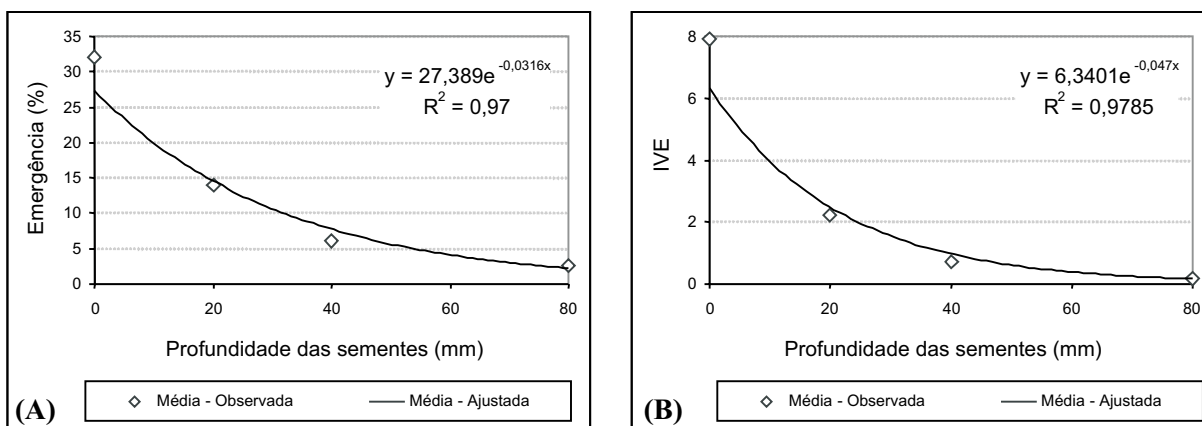 35
30
25
20
15
10
5
0
Emergência (%)
y = 27,389e^-0,0316x
R² = 0,97
0 20 40 60 80
Profundidade das sementes (mm)
(A)
Média - Observada Média - Ajustada
8
6
4
2
0
IVE
y = 6,3401e^-0,047x
R² = 0,9785
0 20 40 60 80
Profundidade das sementes (mm)
(B)
Média - Observada Média - Ajustada